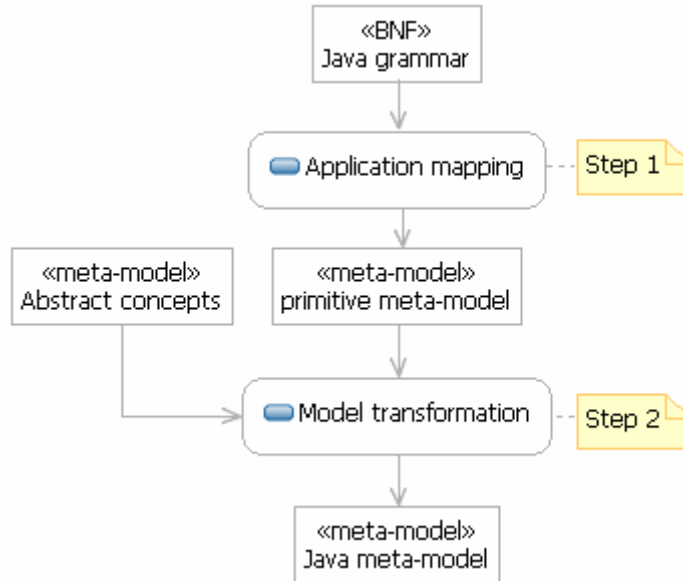 «BNF»
Java grammar
Application mapping
Step 1
«meta-model»
Abstract concepts
«meta-model»
primitive meta-model
Model transformation
Step 2
«meta-model»
Java meta-model